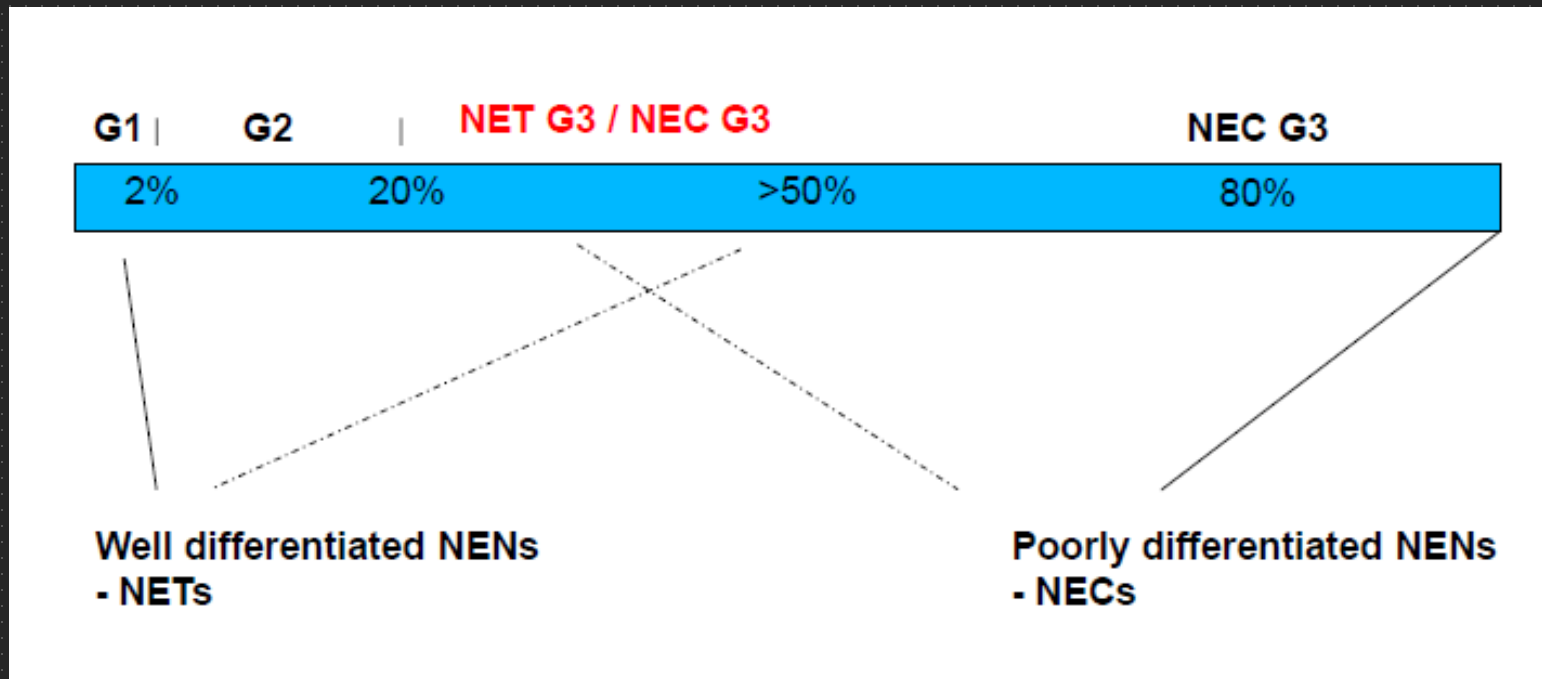 G1 G2 NET G3 / NEC G3 NEC G3
2% 20% >50% 80%
Well differentiated NENs
- NETs
Poorly differentiated NENs
- NECs